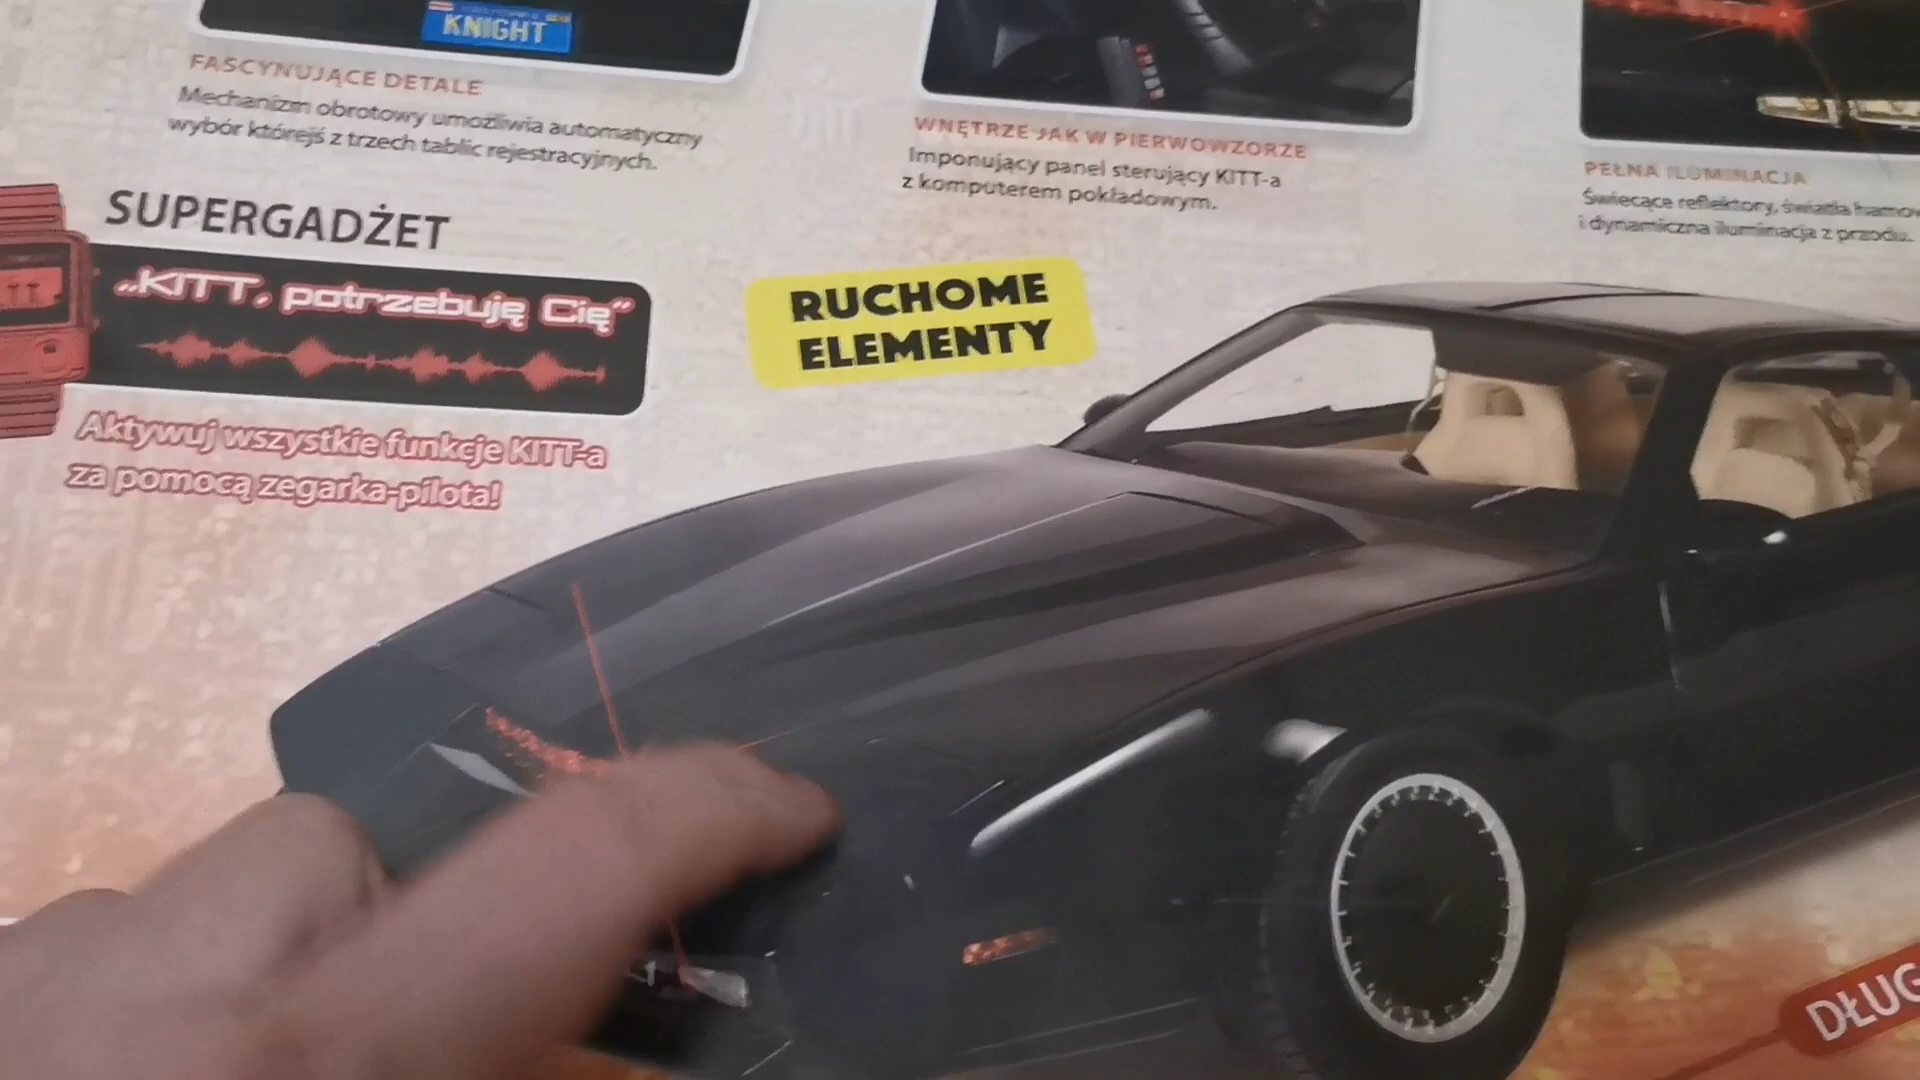 KNIGHT
FASCYNUJĄCE DETALE
Mechanizm obrotowy umożliwia automatyczny
wybór którejś z trzech tablic rejestracyjnych.
WNĘTRZE JAK W PIERWOWZORZE
Imponujący panel sterujący KITT-a
z komputerem pokładowym.
PEŁNA ILUMINACJA
Świecące reflektory, światła hamow
i dynamiczna iluminacja z przodu.
SUPERGADŻET
„KITT, potrzebuję Cię”
Aktywuj wszystkie funkcje KITT-a
za pomocą zegarka-pilota!
RUCHOME
ELEMENTY
DŁUG